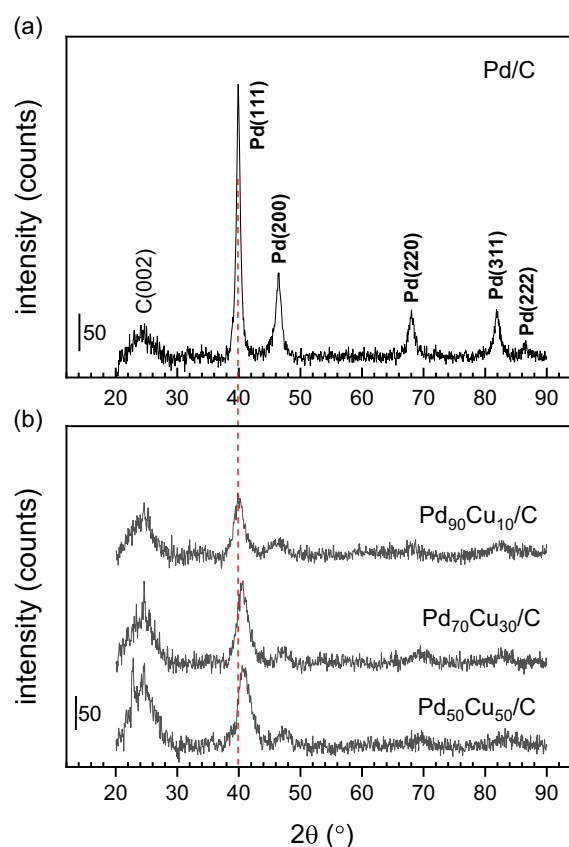 (a)
Pd/C
Pd(111)
Pd(200)
C(002)
Pd(220)
Pd(311)
Pd(222)
50
intensity (counts)
20 30 40 50 60 70 80 90
(b)
Pd₉₀Cu₁₀/C
Pd₇₀Cu₃₀/C
Pd₅₀Cu₅₀/C
50
intensity (counts)
20 30 40 50 60 70 80 90
2θ (°)